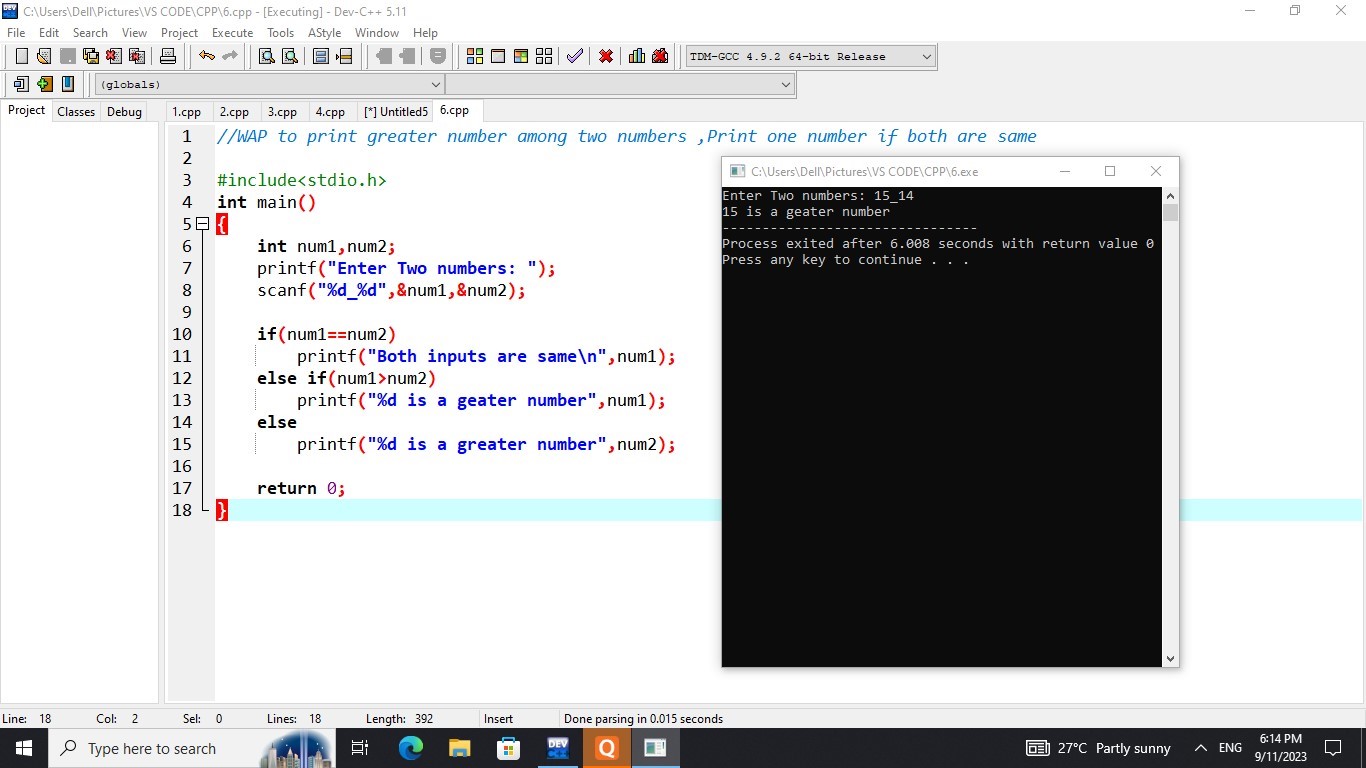 C:\Users\Dell\Pictures\VS CODE\CPP\6.cpp - [Executing] - Dev-C++ 5.11
File Edit Search View Project Execute Tools AStyle Window Help
TDM-GCC 4.9.2 64-bit Release
(globals)
Project Classes Debug
1.cpp 2.cpp 3.cpp 4.cpp [*] Untitled5 6.cpp
1 //WAP to print greater number among two numbers ,Print one number if both are same
2
3 #include<stdio.h>
4 int main()
5 {
6 int num1,num2;
7 printf("Enter Two numbers: ");
8 scanf("%d_%d",&num1,&num2);
9
10 if(num1==num2)
11 printf("Both inputs are same\n",num1);
12 else if(num1>num2)
13 printf("%d is a geater number",num1);
14 else
15 printf("%d is a greater number",num2);
16
17 return 0;
18 }
C:\Users\Dell\Pictures\VS CODE\CPP\6.exe
Enter Two numbers: 15_14
15 is a geater number
--------------------------------
Process exited after 6.008 seconds with return value 0
Press any key to continue . . .
Line: 18 Col: 2 Sel: 0 Lines: 18 Length: 392 Insert Done parsing in 0.015 seconds
Type here to search
DEV
Q
27°C Partly sunny
ENG
6:14 PM
9/11/2023